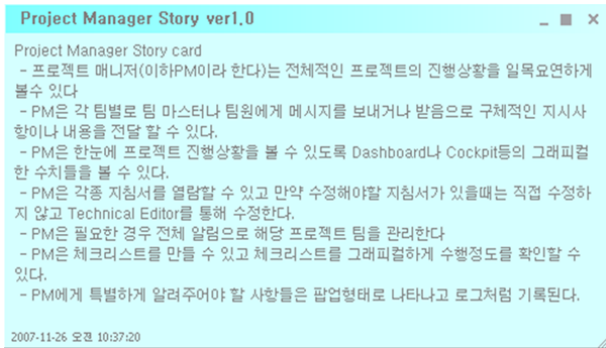 Project Manager Story ver1.0
Project Manager Story card
- 프로젝트 매니저(이하PM이라 한다)는 전체적인 프로젝트의 진행상황을 일목요연하게
볼수 있다
- PM은 각 팀별로 팀 마스터나 팀원에게 메시지를 보내거나 받음으로 구체적인 지시사
항이나 내용을 전달 할 수 있다.
- PM은 한눈에 프로젝트 진행상황을 볼 수 있도록 Dashboard나 Cockpit등의 그래피컬
한 수치들을 볼 수 있다.
- PM은 각종 지침서를 열람할 수 있고 만약 수정해야할 지침서가 있을때는 직접 수정하
지 않고 Technical Editor를 통해 수정한다.
- PM은 필요한 경우 전체 알림으로 해당 프로젝트 팀을 관리한다
- PM은 체크리스트를 만들 수 있고 체크리스트를 그래피컬하게 수행정도를 확인할 수
있다.
- PM에게 특별하게 알려주어야 할 사항들은 팝업형태로 나타나고 로그처럼 기록된다.
2007-11-26 오전 10:37:20